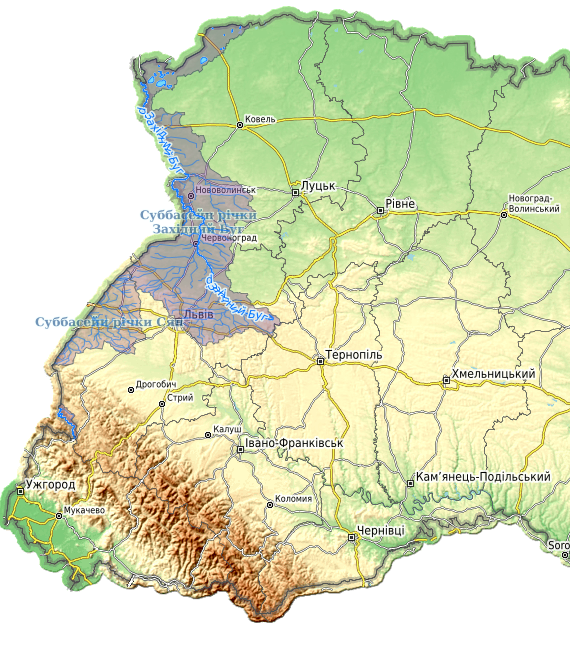 Ковель
р.Західний Буг
Нововолинськ
Луцьк
Рівне
Новоград-
Волинський
Суббасейн річки
Західний Буг
Червоноград
р.Західний Буг
Суббасейн річки Сян
Львів
Тернопіль
Хмельницький
Дрогобич
Стрий
Калуш
Івано-Франківськ
Кам'янець-Подільський
Ужгород
Мукачево
Коломия
Чернівці
Soro